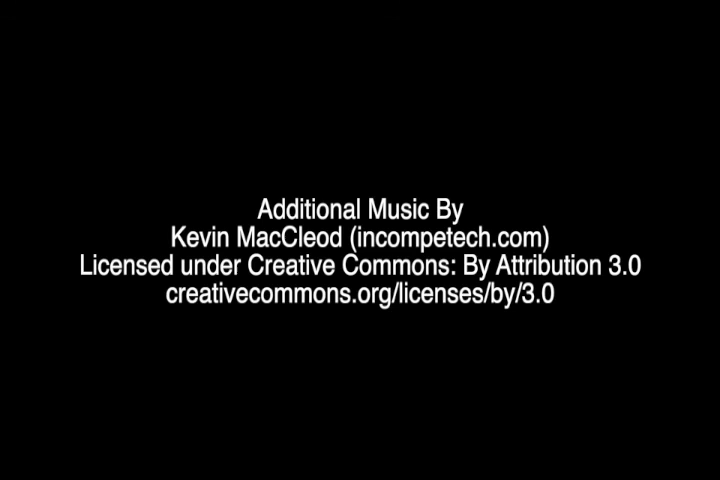 Additional Music By
Kevin MacCleod (incompetech.com)
Licensed under Creative Commons: By Attribution 3.0
creativecommons.org/licenses/by/3.0